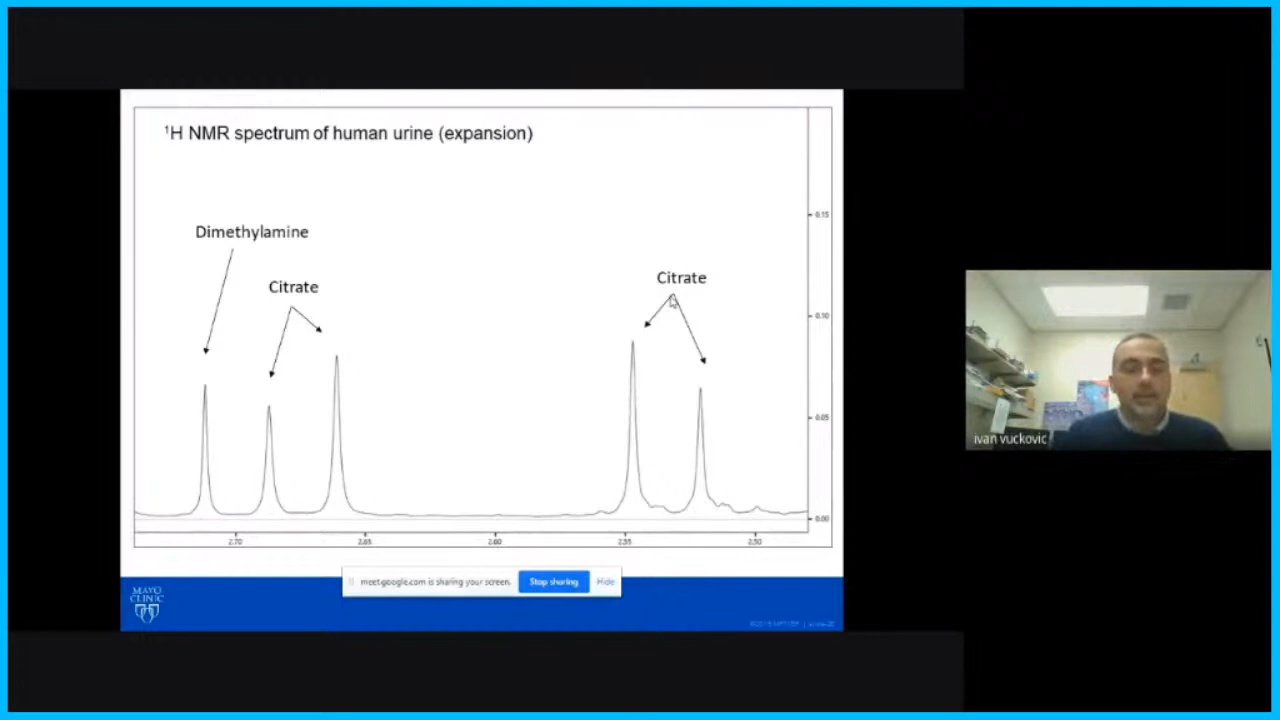 ¹H NMR spectrum of human urine (expansion)
0.15
Dimethylamine
Citrate
Citrate
0.10
0.05
0.00
2.70
2.65
2.60
2.55
2.50
ivan vuckovic
meet.google.com is sharing your screen.
Stop sharing
Hide
MAYO
CLINIC